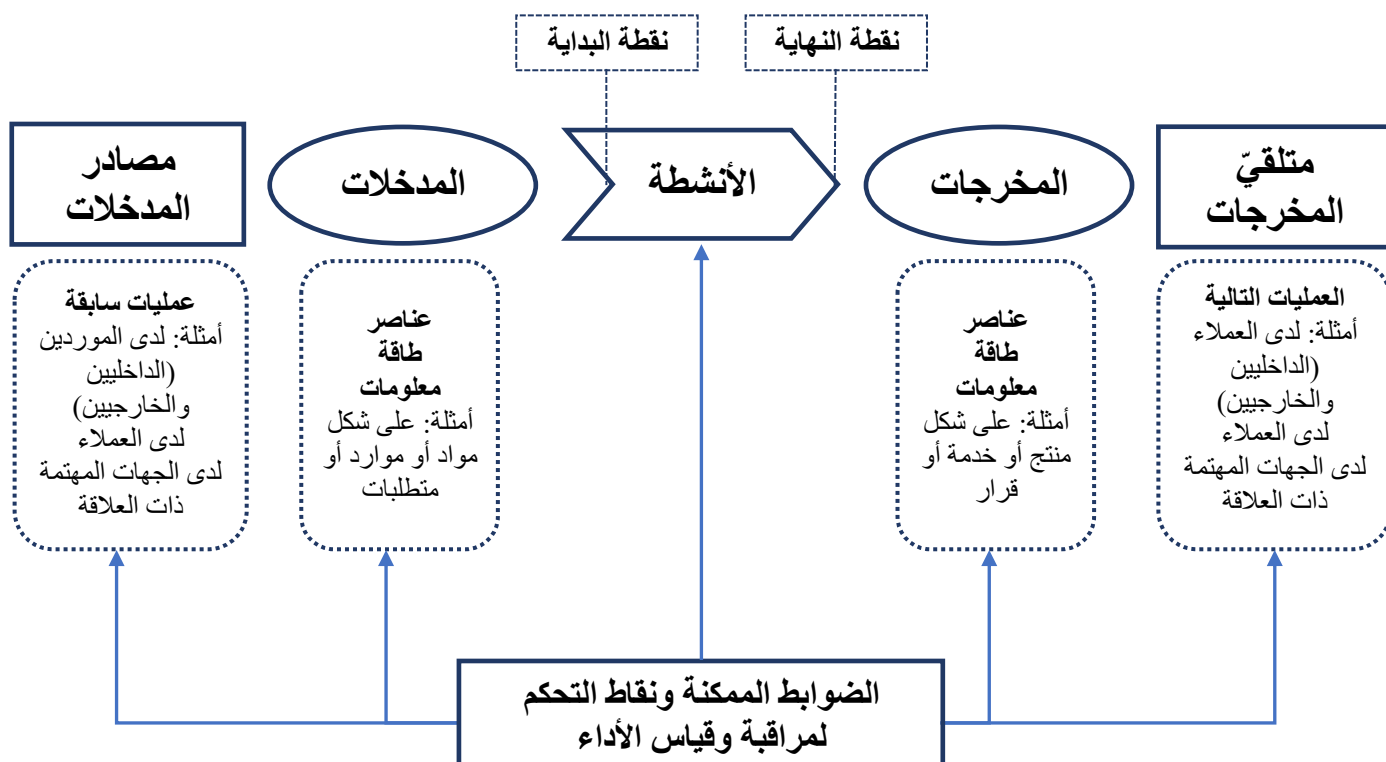 نقطة البداية
نقطة النهاية
مصادر
المدخلات
المدخلات
الأنشطة
المخرجات
متلقيّ
المخرجات
عمليات سابقة
أمثلة: لدى الموردين
(الداخليين
والخارجيين)
لدى العملاء
لدى الجهات المهتمة
ذات العلاقة
عناصر
طاقة
معلومات
أمثلة: على شكل
مواد أو موارد أو
متطلبات
عناصر
طاقة
معلومات
أمثلة: على شكل
منتج أو خدمة أو
قرار
العمليات التالية
أمثلة: لدى العملاء
(الداخليين
والخارجيين)
لدى العملاء
لدى الجهات المهتمة
ذات العلاقة
الضوابط الممكنة ونقاط التحكم
لمراقبة وقياس الأداء